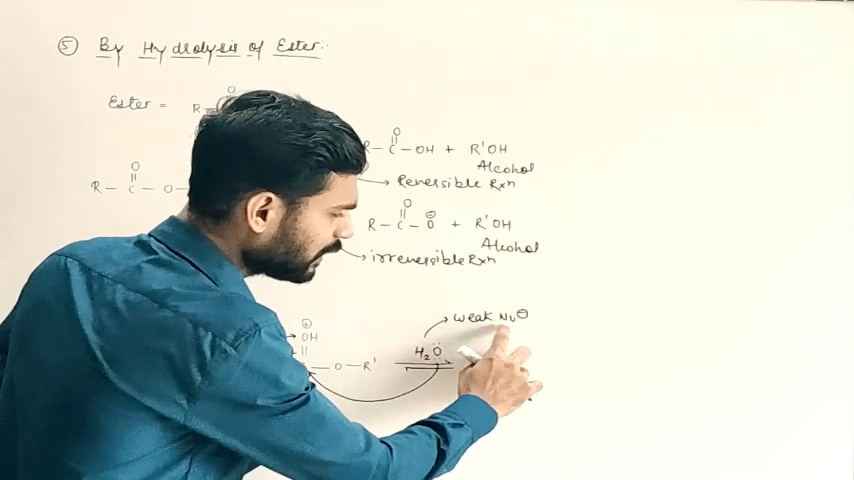 ⑤ By Hydrolysis of Ester:
O
Ester = R
O
R – C – OH + R'OH
Alcohol
O
R – C – O –
Reversible Rxn
O ⊖
R – C – O + R'OH
Alcohol
irreversible Rxn
weak Nu⊖
⊕
OH
H₂O
– O – R'